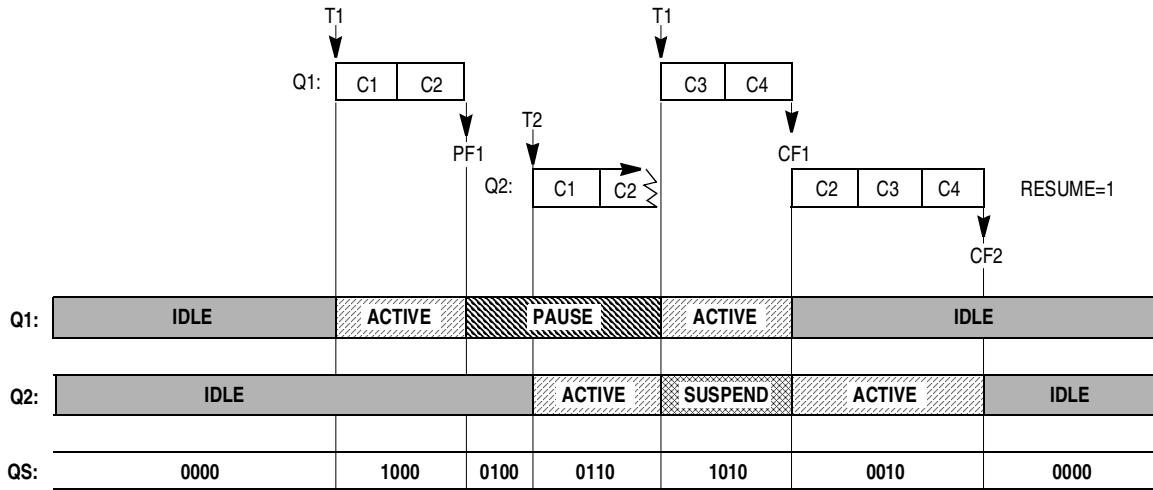 T1 T1
Q1: C1 C2 C3 C4
T2
PF1 CF1
Q2: C1 C2 C2 C3 C4 RESUME=1
CF2
Q1: IDLE ACTIVE PAUSE ACTIVE IDLE
Q2: IDLE ACTIVE SUSPEND ACTIVE IDLE
QS: 0000 1000 0100 0110 1010 0010 0000